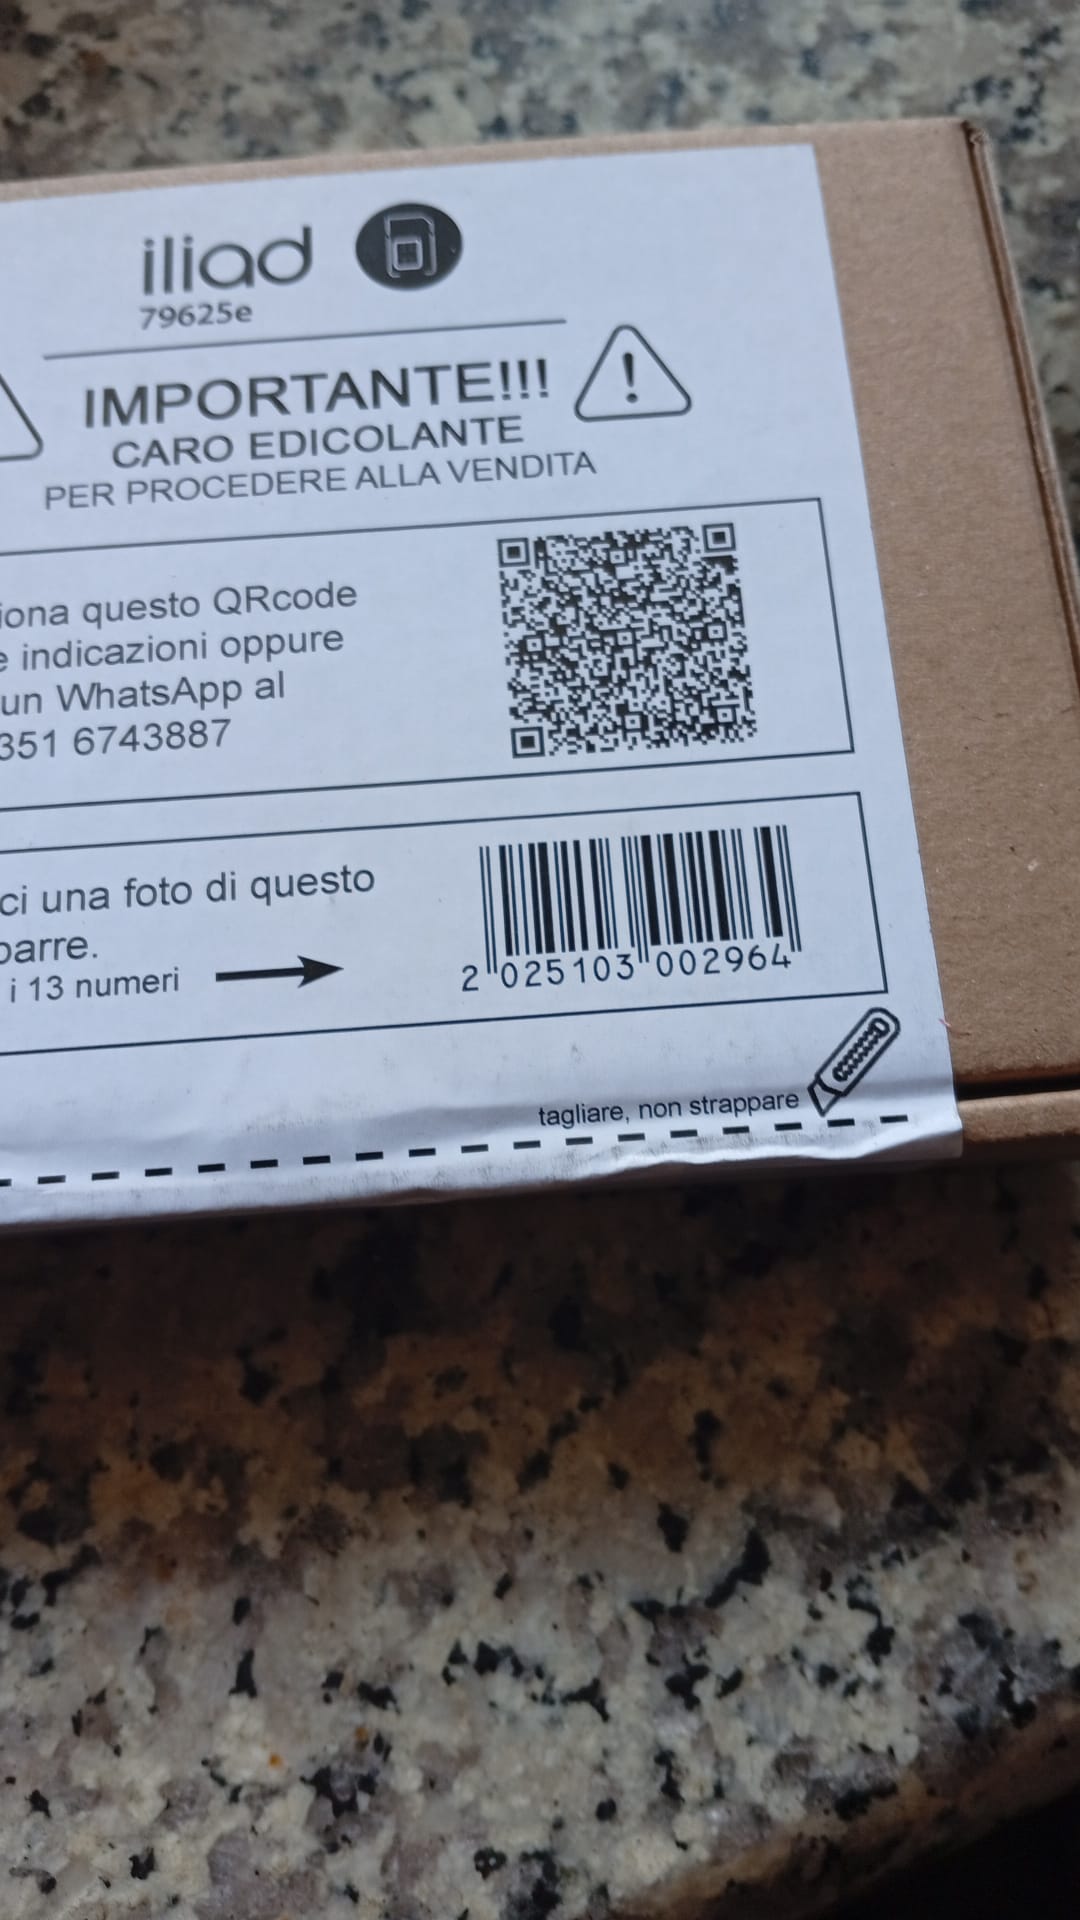 iliad
79625e
IMPORTANTE!!!
CARO EDICOLANTE
PER PROCEDERE ALLA VENDITA
iona questo QRcode
e indicazioni oppure
un WhatsApp al
351 6743887
ci una foto di questo
barre.
i 13 numeri
2 025103 002964
tagliare, non strappare